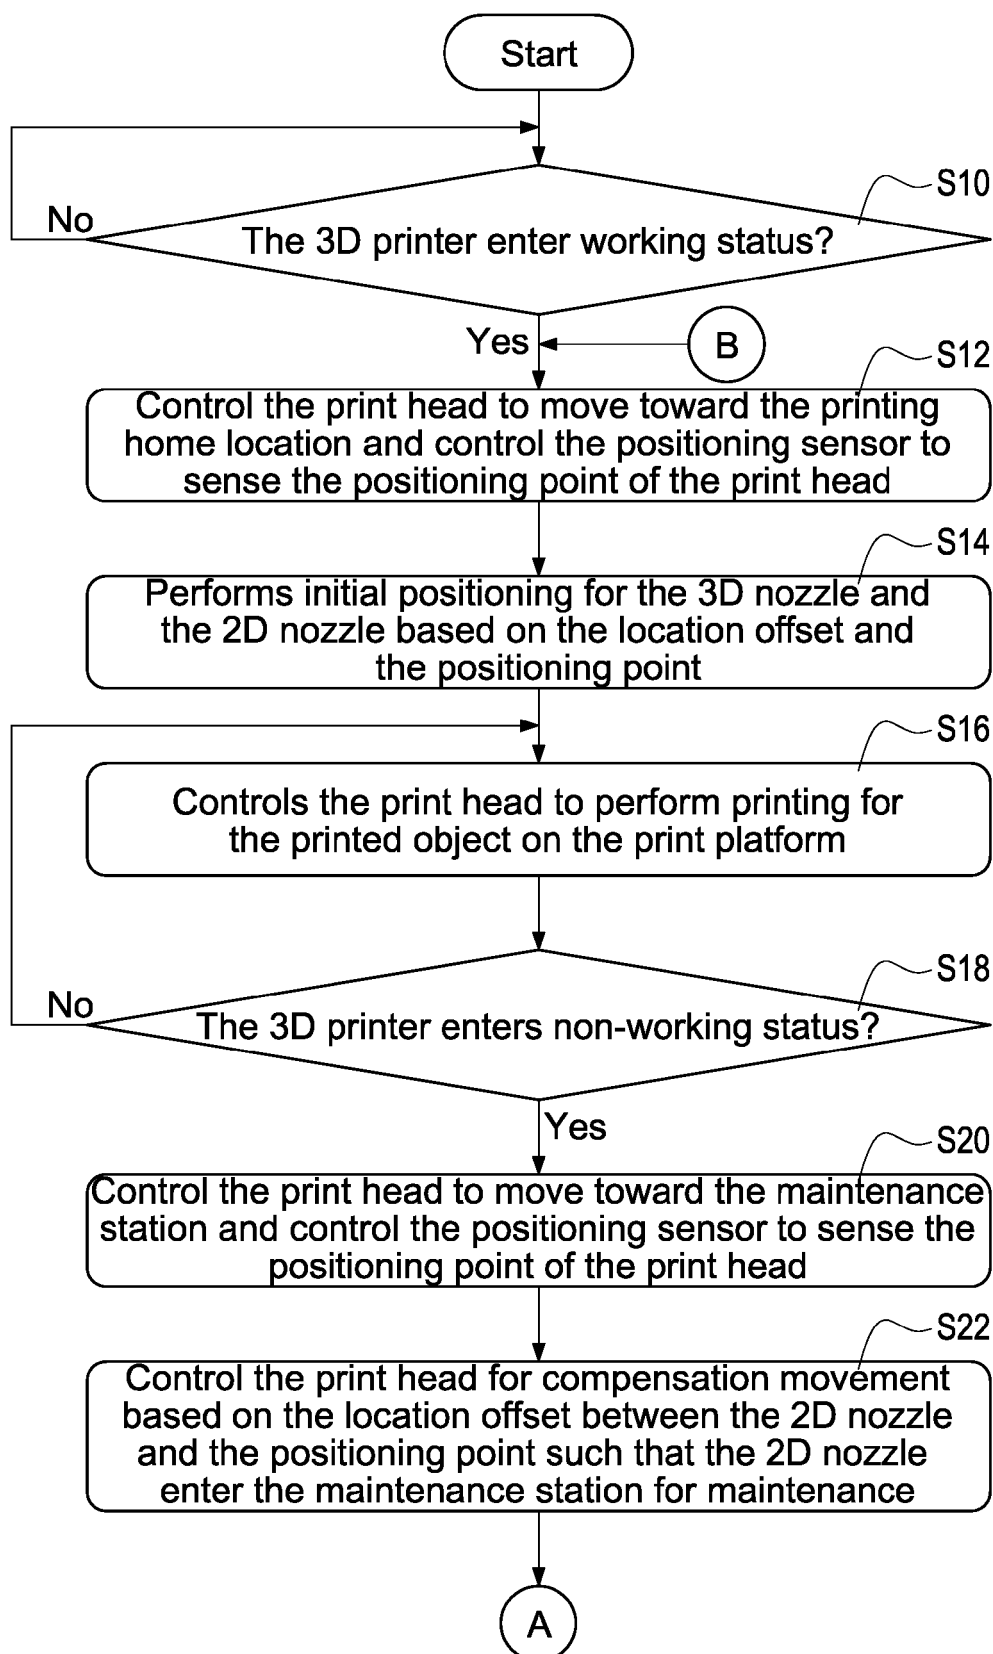 Start
S10
No
The 3D printer enter working status?
Yes
B
S12
Control the print head to move toward the printing
home location and control the positioning sensor to
sense the positioning point of the print head
S14
Performs initial positioning for the 3D nozzle and
the 2D nozzle based on the location offset and
the positioning point
S16
Controls the print head to perform printing for
the printed object on the print platform
S18
No
The 3D printer enters non-working status?
Yes
S20
Control the print head to move toward the maintenance
station and control the positioning sensor to sense the
positioning point of the print head
S22
Control the print head for compensation movement
based on the location offset between the 2D nozzle
and the positioning point such that the 2D nozzle
enter the maintenance station for maintenance
A